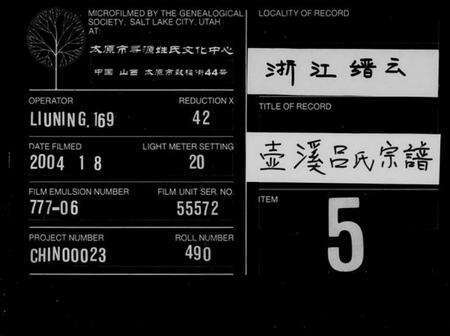 MICROFILMED BY THE GENEALOGICAL
SOCIETY, SALT LAKE CITY, UTAH
AT:
太原市寻源姓氏文化中心
中国 山西 太原市敦化街44号
OPERATOR
REDUCTION X
LIUNING.169
42
DATE FILMED
LIGHT METER SETTING
2004 1 8
20
FILM EMULSION NUMBER
FILM UNIT SER. NO.
777-06
55572
PROJECT NUMBER
ROLL NUMBER
CHIN00023
490
LOCALITY OF RECORD
浙江缙云
TITLE OF RECORD
壶溪吕氏宗譜
ITEM
5